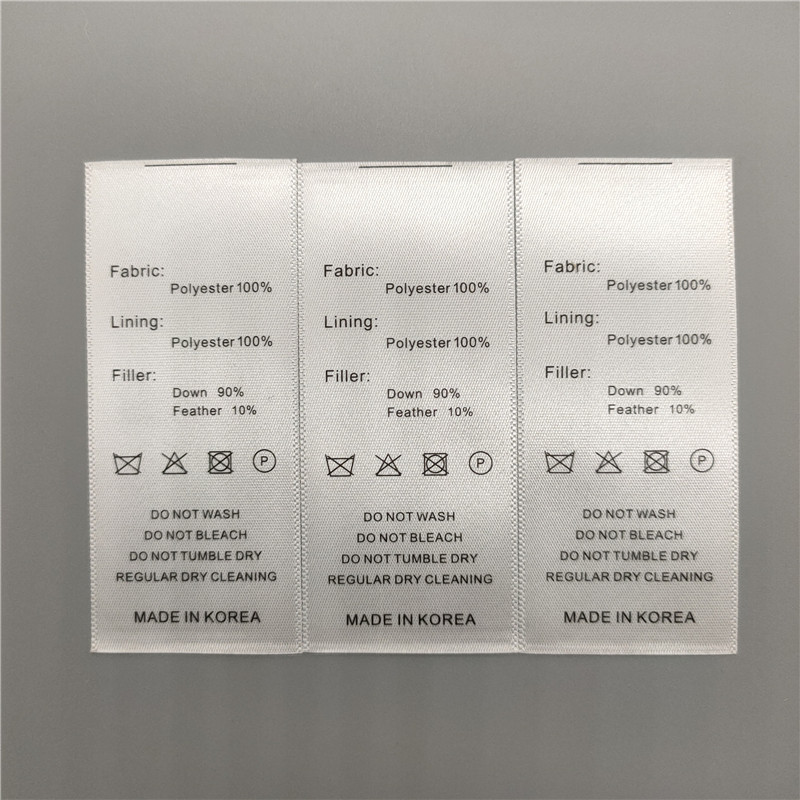 Fabric:
Polyester 100%
Lining:
Polyester 100%
Filler:
Down 90%
Feather 10%
P
DO NOT WASH
DO NOT BLEACH
DO NOT TUMBLE DRY
REGULAR DRY CLEANING
MADE IN KOREA
Fabric:
Polyester 100%
Lining:
Polyester 100%
Filler:
Down 90%
Feather 10%
P
DO NOT WASH
DO NOT BLEACH
DO NOT TUMBLE DRY
REGULAR DRY CLEANING
MADE IN KOREA
Fabric:
Polyester 100%
Lining:
Polyester 100%
Filler:
Down 90%
Feather 10%
P
DO NOT WASH
DO NOT BLEACH
DO NOT TUMBLE DRY
REGULAR DRY CLEANING
MADE IN KOREA